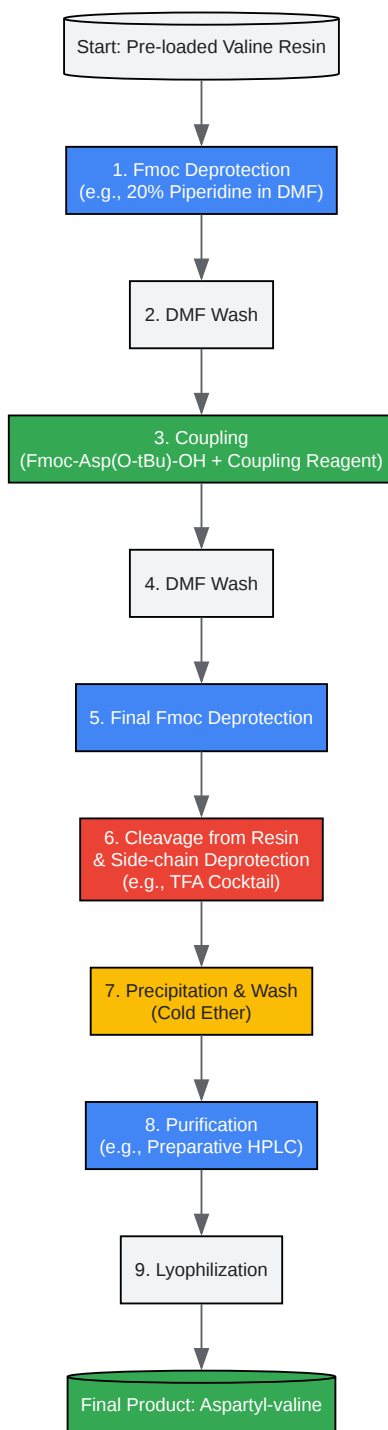 Start: Pre-loaded Valine Resin
1. Fmoc Deprotection
(e.g., 20% Piperidine in DMF)
2. DMF Wash
3. Coupling
(Fmoc-Asp(O-tBu)-OH + Coupling Reagent)
4. DMF Wash
5. Final Fmoc Deprotection
6. Cleavage from Resin
& Side-chain Deprotection
(e.g., TFA Cocktail)
7. Precipitation & Wash
(Cold Ether)
8. Purification
(e.g., Preparative HPLC)
9. Lyophilization
Final Product: Aspartyl-valine